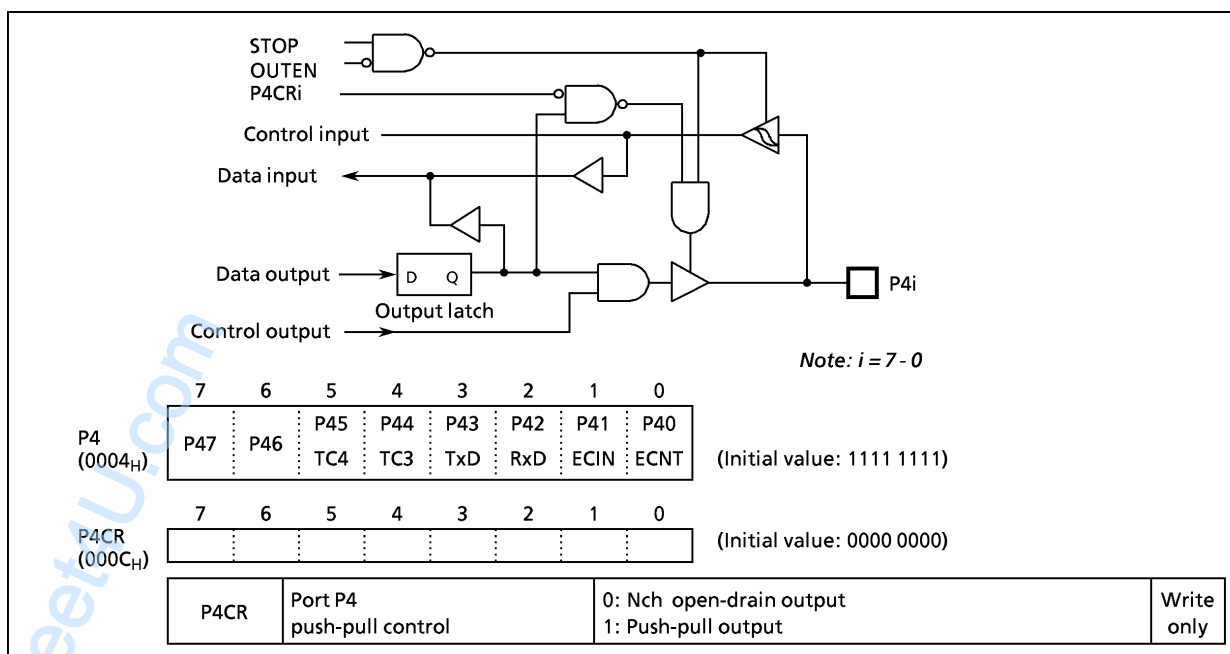 STOP
OUTEN
P4CRi
Control input
Data input
Data output
D Q
Output latch
Control output
P4i
Note: i = 7 - 0
7 6 5 4 3 2 1 0
P4
(0004H)
P47 P46 P45 P44 P43 P42 P41 P40
TC4 TC3 TxD RxD ECIN ECNT
(Initial value: 1111 1111)
7 6 5 4 3 2 1 0
P4CR
(000CH)
(Initial value: 0000 0000)
P4CR
Port P4
push-pull control
0: Nch open-drain output
1: Push-pull output
Write
only
eet4U.com